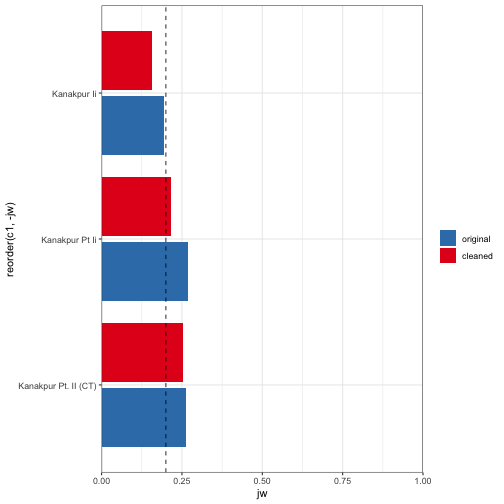 Kanakpur Ii
Kanakpur Pt Ii
Kanakpur Pt. II (CT)
reorder(c1, -jw)
0.00 0.25 0.50 0.75 1.00
jw
original
cleaned